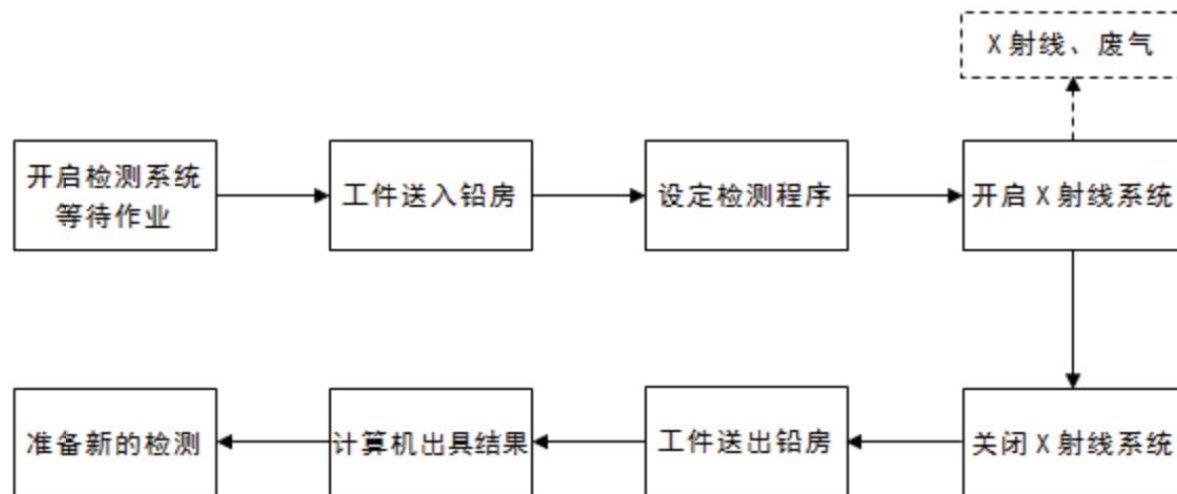 X 射线、废气
开启检测系统
等待作业
工件送入铅房
设定检测程序
开启 X 射线系统
准备新的检测
计算机出具结果
工件送出铅房
关闭 X 射线系统